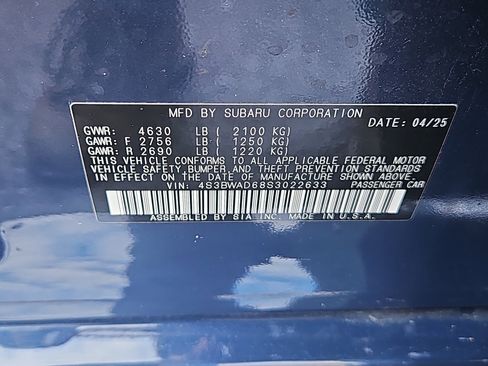 MFD BY SUBARU CORPORATION
DATE: 04/25
GVWR: 4630 LB ( 2100 KG)
GAWR: F 2756 LB ( 1250 KG)
GAWR: R 2690 LB ( 1220 KG)
THIS VEHICLE CONFORMS TO ALL APPLICABLE FEDERAL MOTOR
VEHICLE SAFETY,BUMPER,AND THEFT PREVENTION STANDARDS
IN EFFECT ON THE DATE OF MANUFACTURE SHOWN ABOVE.
VIN: 4S3BWAD68S3022633 PASSENGER CAR
ASSEMBLED BY SIA INC. MADE IN U.S.A.